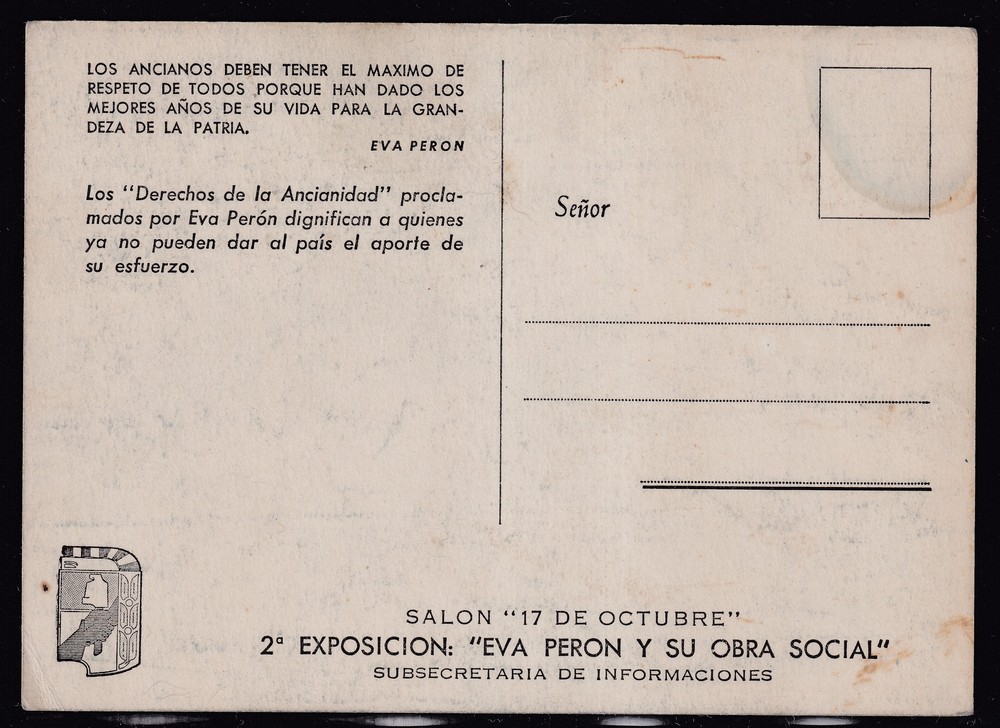 LOS ANCIANOS DEBEN TENER EL MAXIMO DE
RESPETO DE TODOS PORQUE HAN DADO LOS
MEJORES AÑOS DE SU VIDA PARA LA GRAN-
DEZA DE LA PATRIA.
EVA PERON
Los "Derechos de la Ancianidad" procla-
mados por Eva Perón dignifican a quienes
ya no pueden dar al país el aporte de
su esfuerzo.
Señor
SALON "17 DE OCTUBRE"
2ª EXPOSICION: "EVA PERON Y SU OBRA SOCIAL"
SUBSECRETARIA DE INFORMACIONES